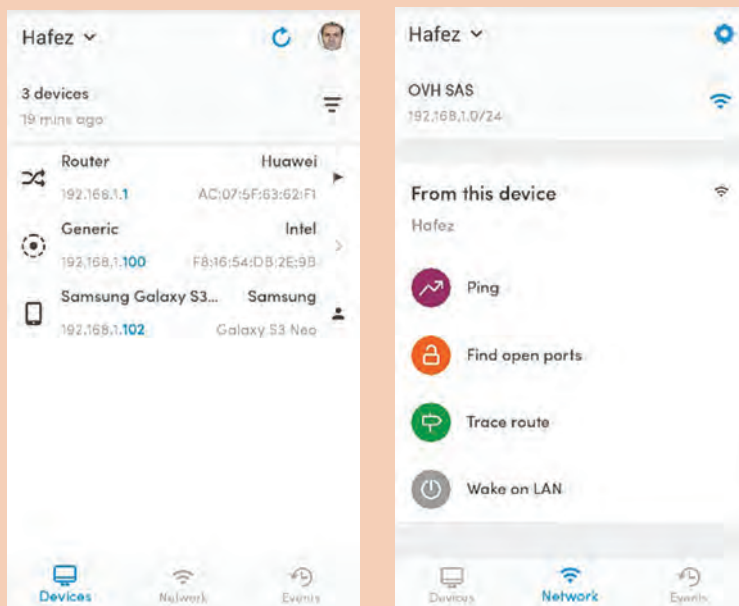 Hafez
3 devices
19 mins ago
Router Huawei
192.168.1.1 AC:07:5F:63:62:F1
Generic Intel
192.168.1.100 F8:16:54:DB:2E:9B
Samsung Galaxy S3... Samsung
192.168.1.102 Galaxy S3 Neo
Devices Network Events
Hafez
OVH SAS
192.168.1.0/24
From this device
Hafez
Ping
Find open ports
Trace route
Wake on LAN
Devices Network Events